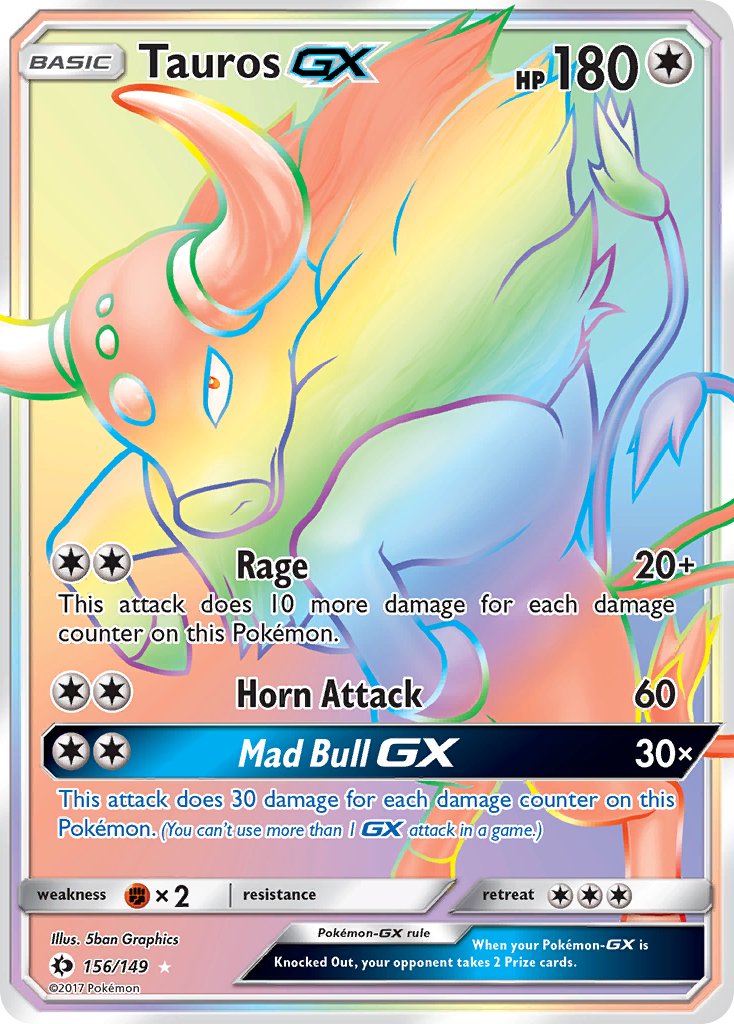 BASIC Tauros GX HP 180
Rage 20+
This attack does 10 more damage for each damage
counter on this Pokémon.
Horn Attack 60
Mad Bull GX 30×
This attack does 30 damage for each damage counter on this
Pokémon. (You can't use more than 1 GX attack in a game.)
weakness × 2 resistance retreat
Illus. 5ban Graphics
Pokémon-GX rule
When your Pokémon-GX is
Knocked Out, your opponent takes 2 Prize cards.
156/149
©2017 Pokémon